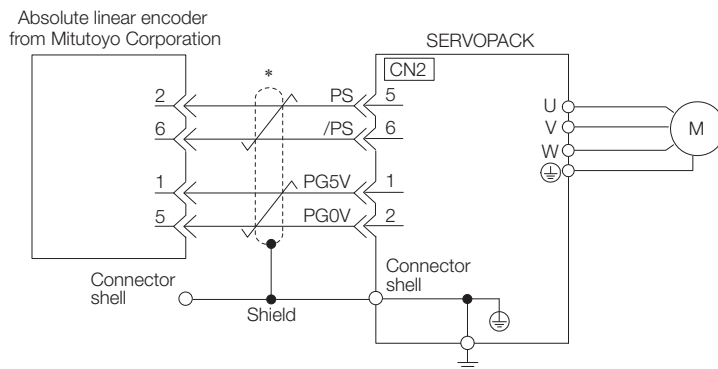 Absolute linear encoder
from Mitutoyo Corporation
SERVOPACK
CN2
*
2 PS 5
6 /PS 6
1 PG5V 1
5 PG0V 2
U
V
W
M
Connector
shell
Shield
Connector
shell